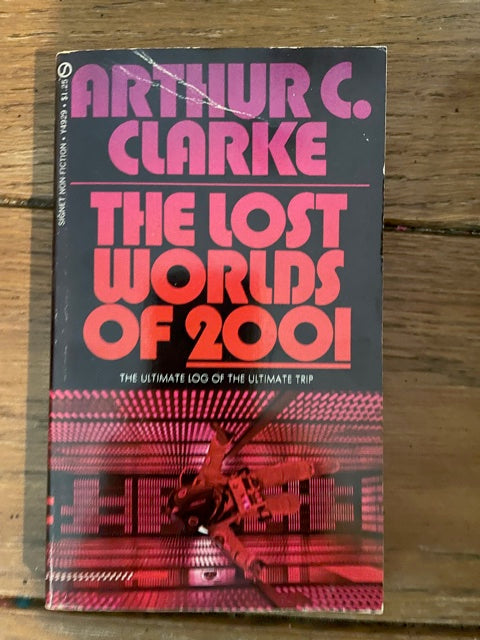 SIGNET NON-FICTION • Y4929 • $1.25
ARTHUR C.
CLARKE
THE LOST
WORLDS
OF 2001
THE ULTIMATE LOG OF THE ULTIMATE TRIP